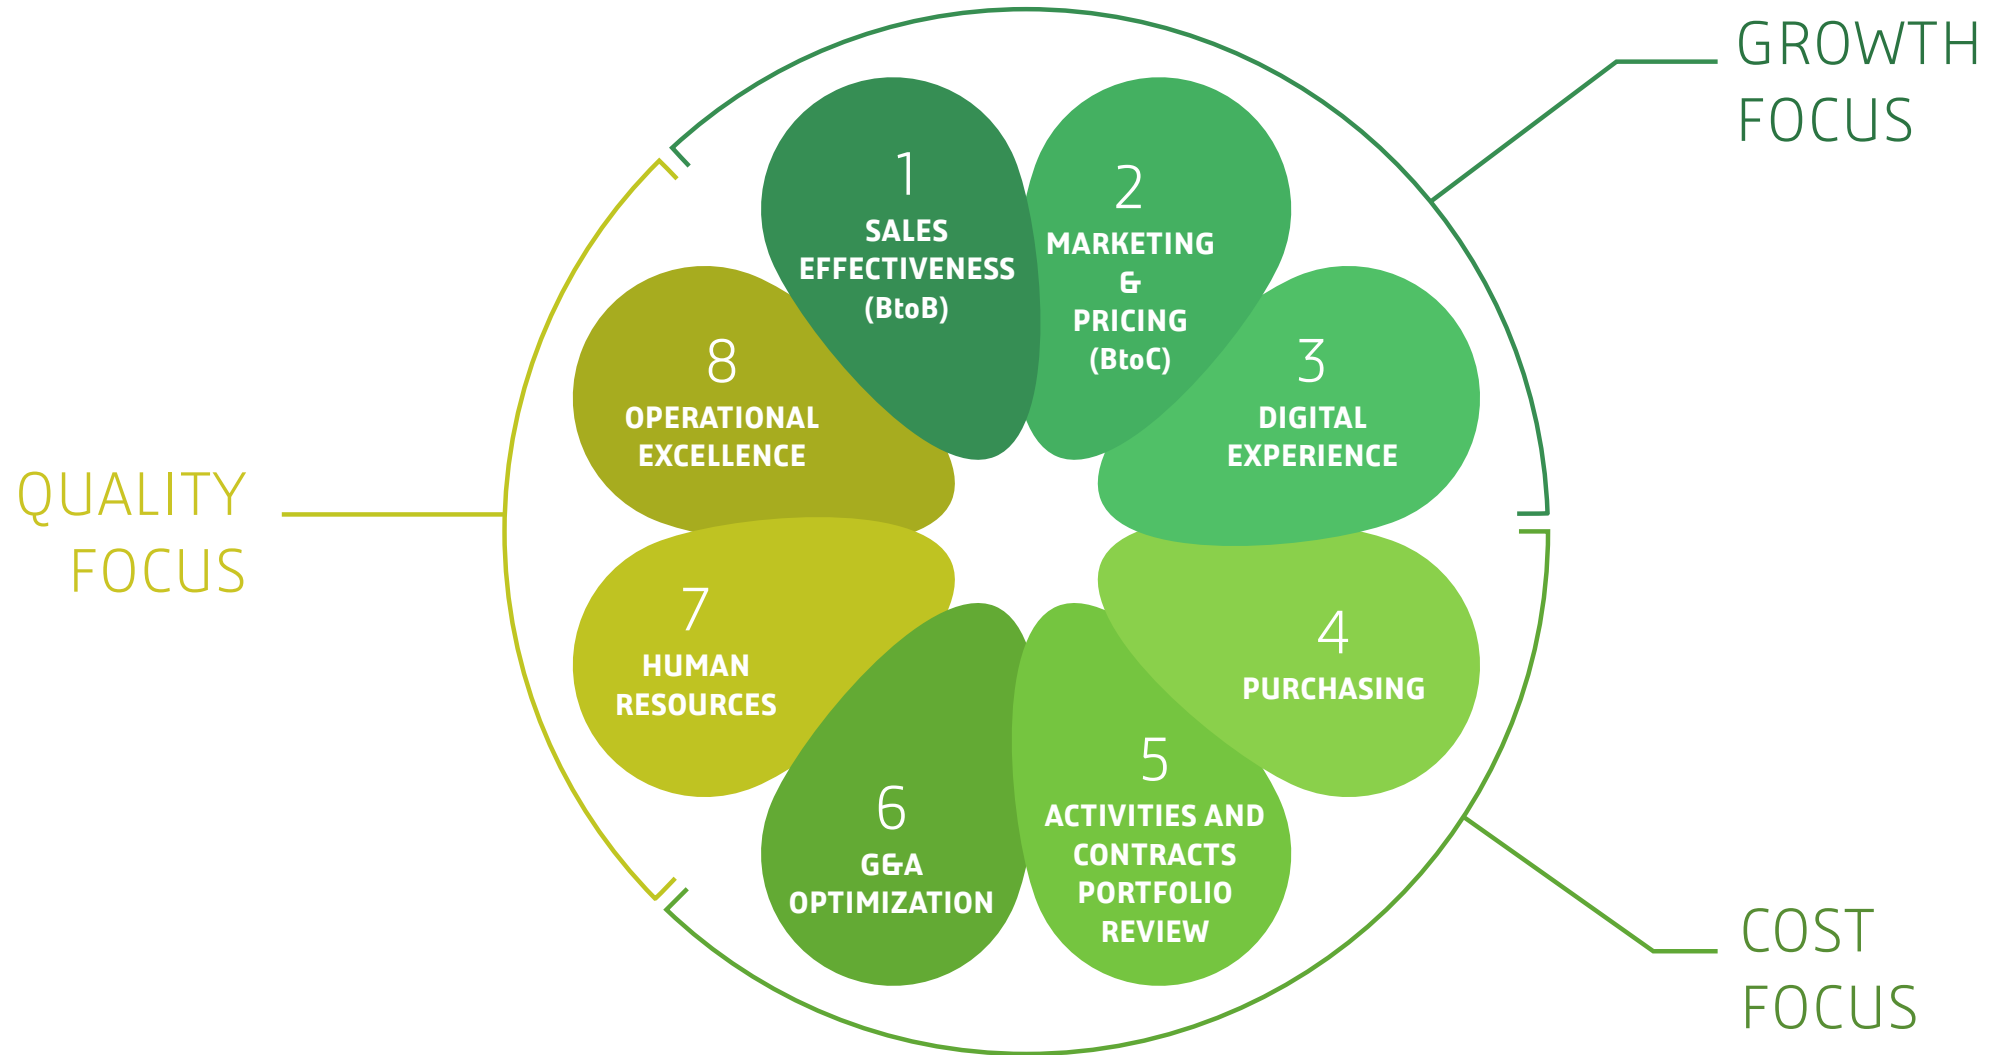 GROWTH
FOCUS
1
SALES
EFFECTIVENESS
(BtoB)
2
MARKETING
&
PRICING
(BtoC)
3
DIGITAL
EXPERIENCE
4
PURCHASING
5
ACTIVITIES AND
CONTRACTS
PORTFOLIO
REVIEW
6
G&A
OPTIMIZATION
7
HUMAN
RESOURCES
8
OPERATIONAL
EXCELLENCE
QUALITY
FOCUS
COST
FOCUS